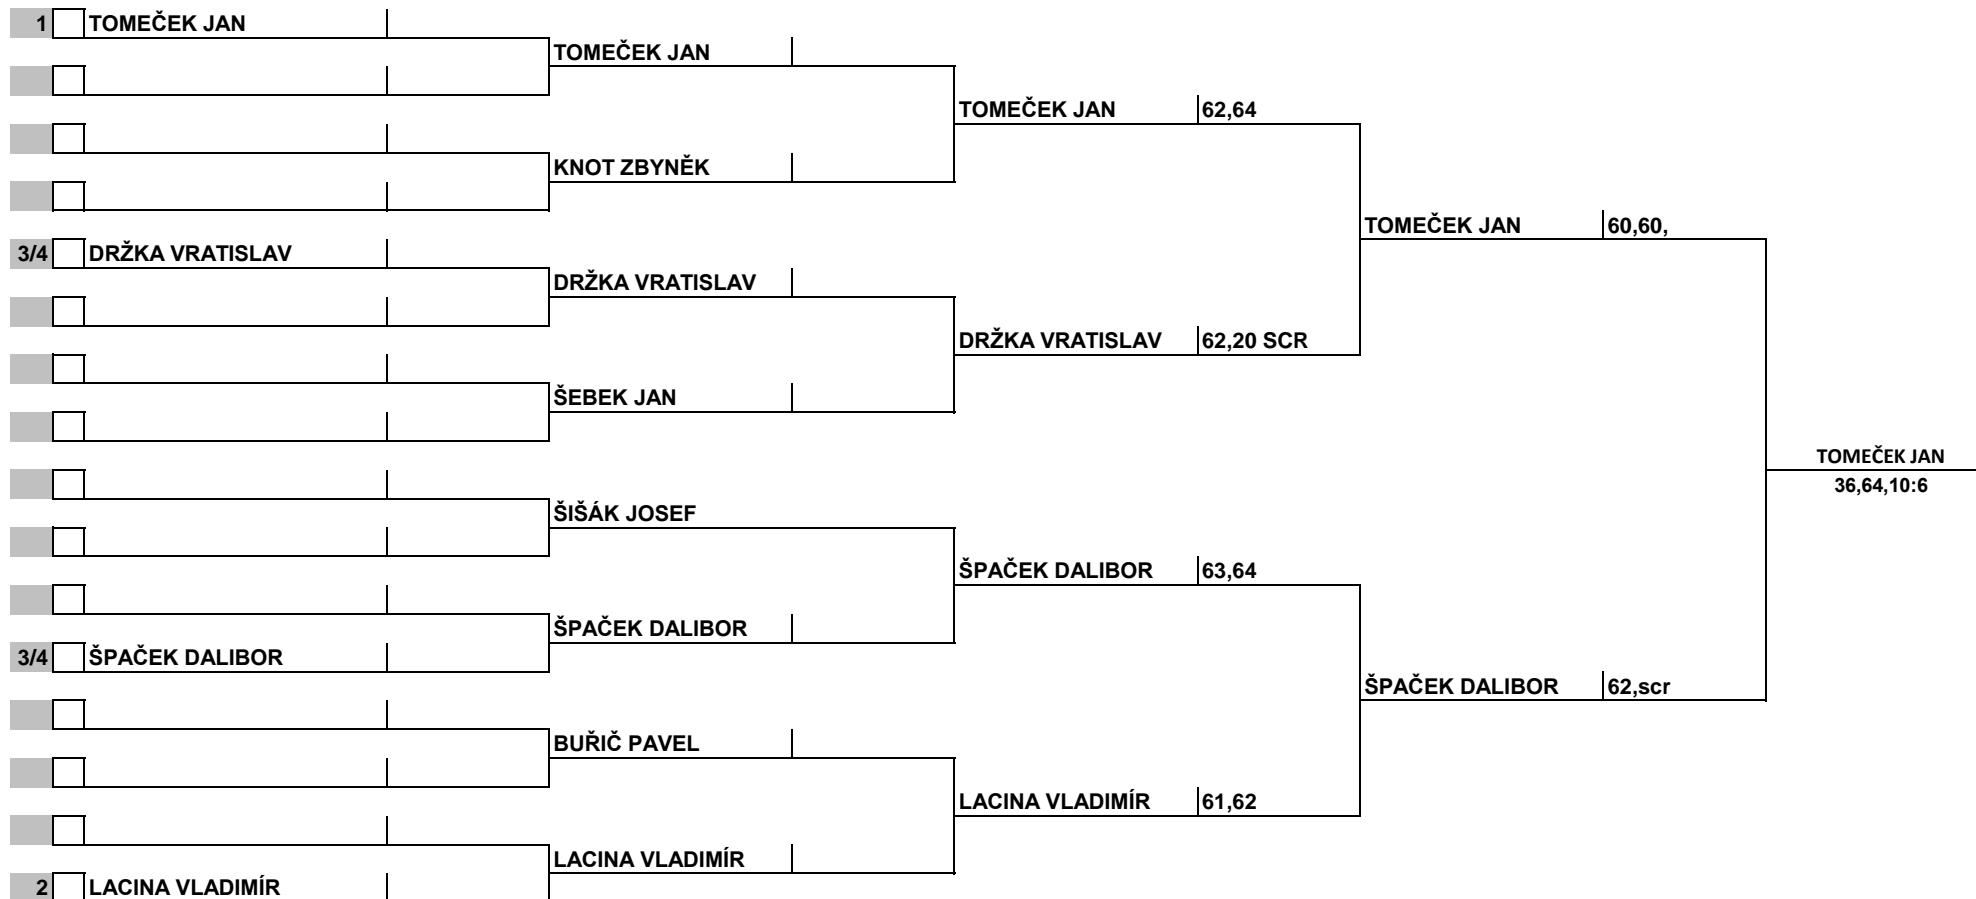 1 TOMEČEK JAN
TOMEČEK JAN
TOMEČEK JAN 62,64
KNOT ZBYNĚK
TOMEČEK JAN 60,60,
3/4 DRŽKA VRATISLAV
DRŽKA VRATISLAV
DRŽKA VRATISLAV 62,20 SCR
ŠEBEK JAN
TOMEČEK JAN
36,64,10:6
ŠIŠÁK JOSEF
ŠPAČEK DALIBOR 63,64
ŠPAČEK DALIBOR
3/4 ŠPAČEK DALIBOR
ŠPAČEK DALIBOR 62,scr
BUŘIČ PAVEL
LACINA VLADIMÍR 61,62
LACINA VLADIMÍR
2 LACINA VLADIMÍR